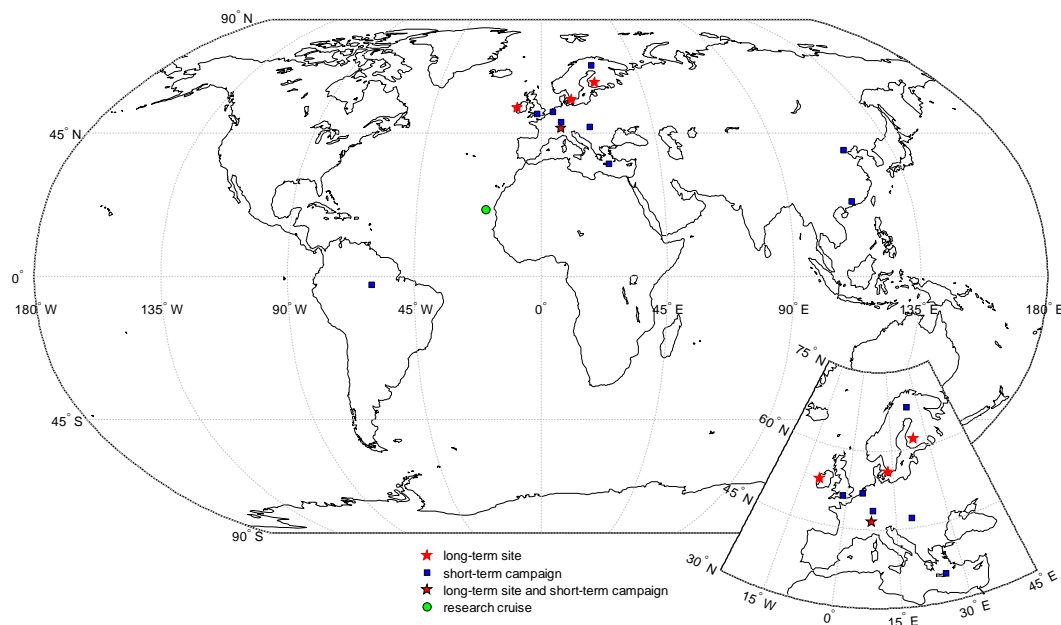 90° N
45° N
0°
180° W
135° W
90° W
45° W
0°
45° E
90° E
135° E
180° E
45° S
90° S
75° N
60° N
45° N
30° N
15° W
0°
15° E
30° E
45° E
long-term site
short-term campaign
long-term site and short-term campaign
research cruise